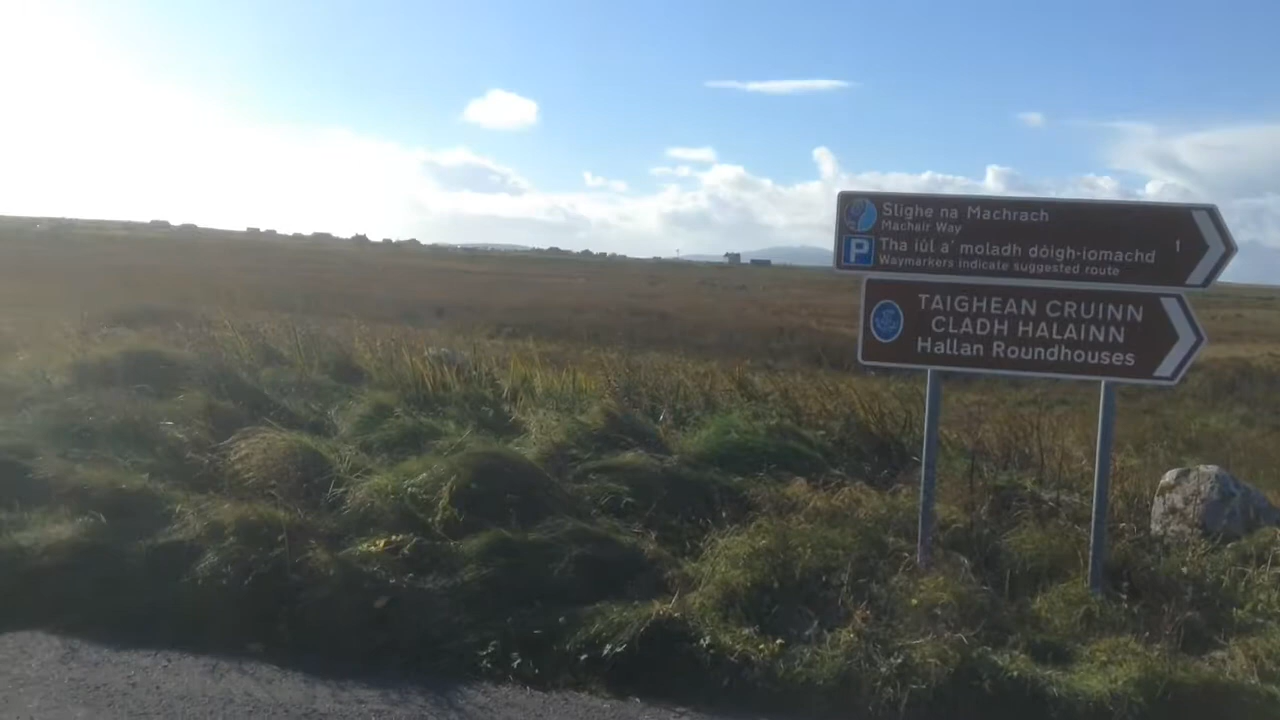 Slighe na Machrach
Machair Way
P Tha iùl a' moladh dòigh-iomachd 1
Waymarkers indicate suggested route
TAIGHEAN CRUINN
CLADH HALAINN
Hallan Roundhouses